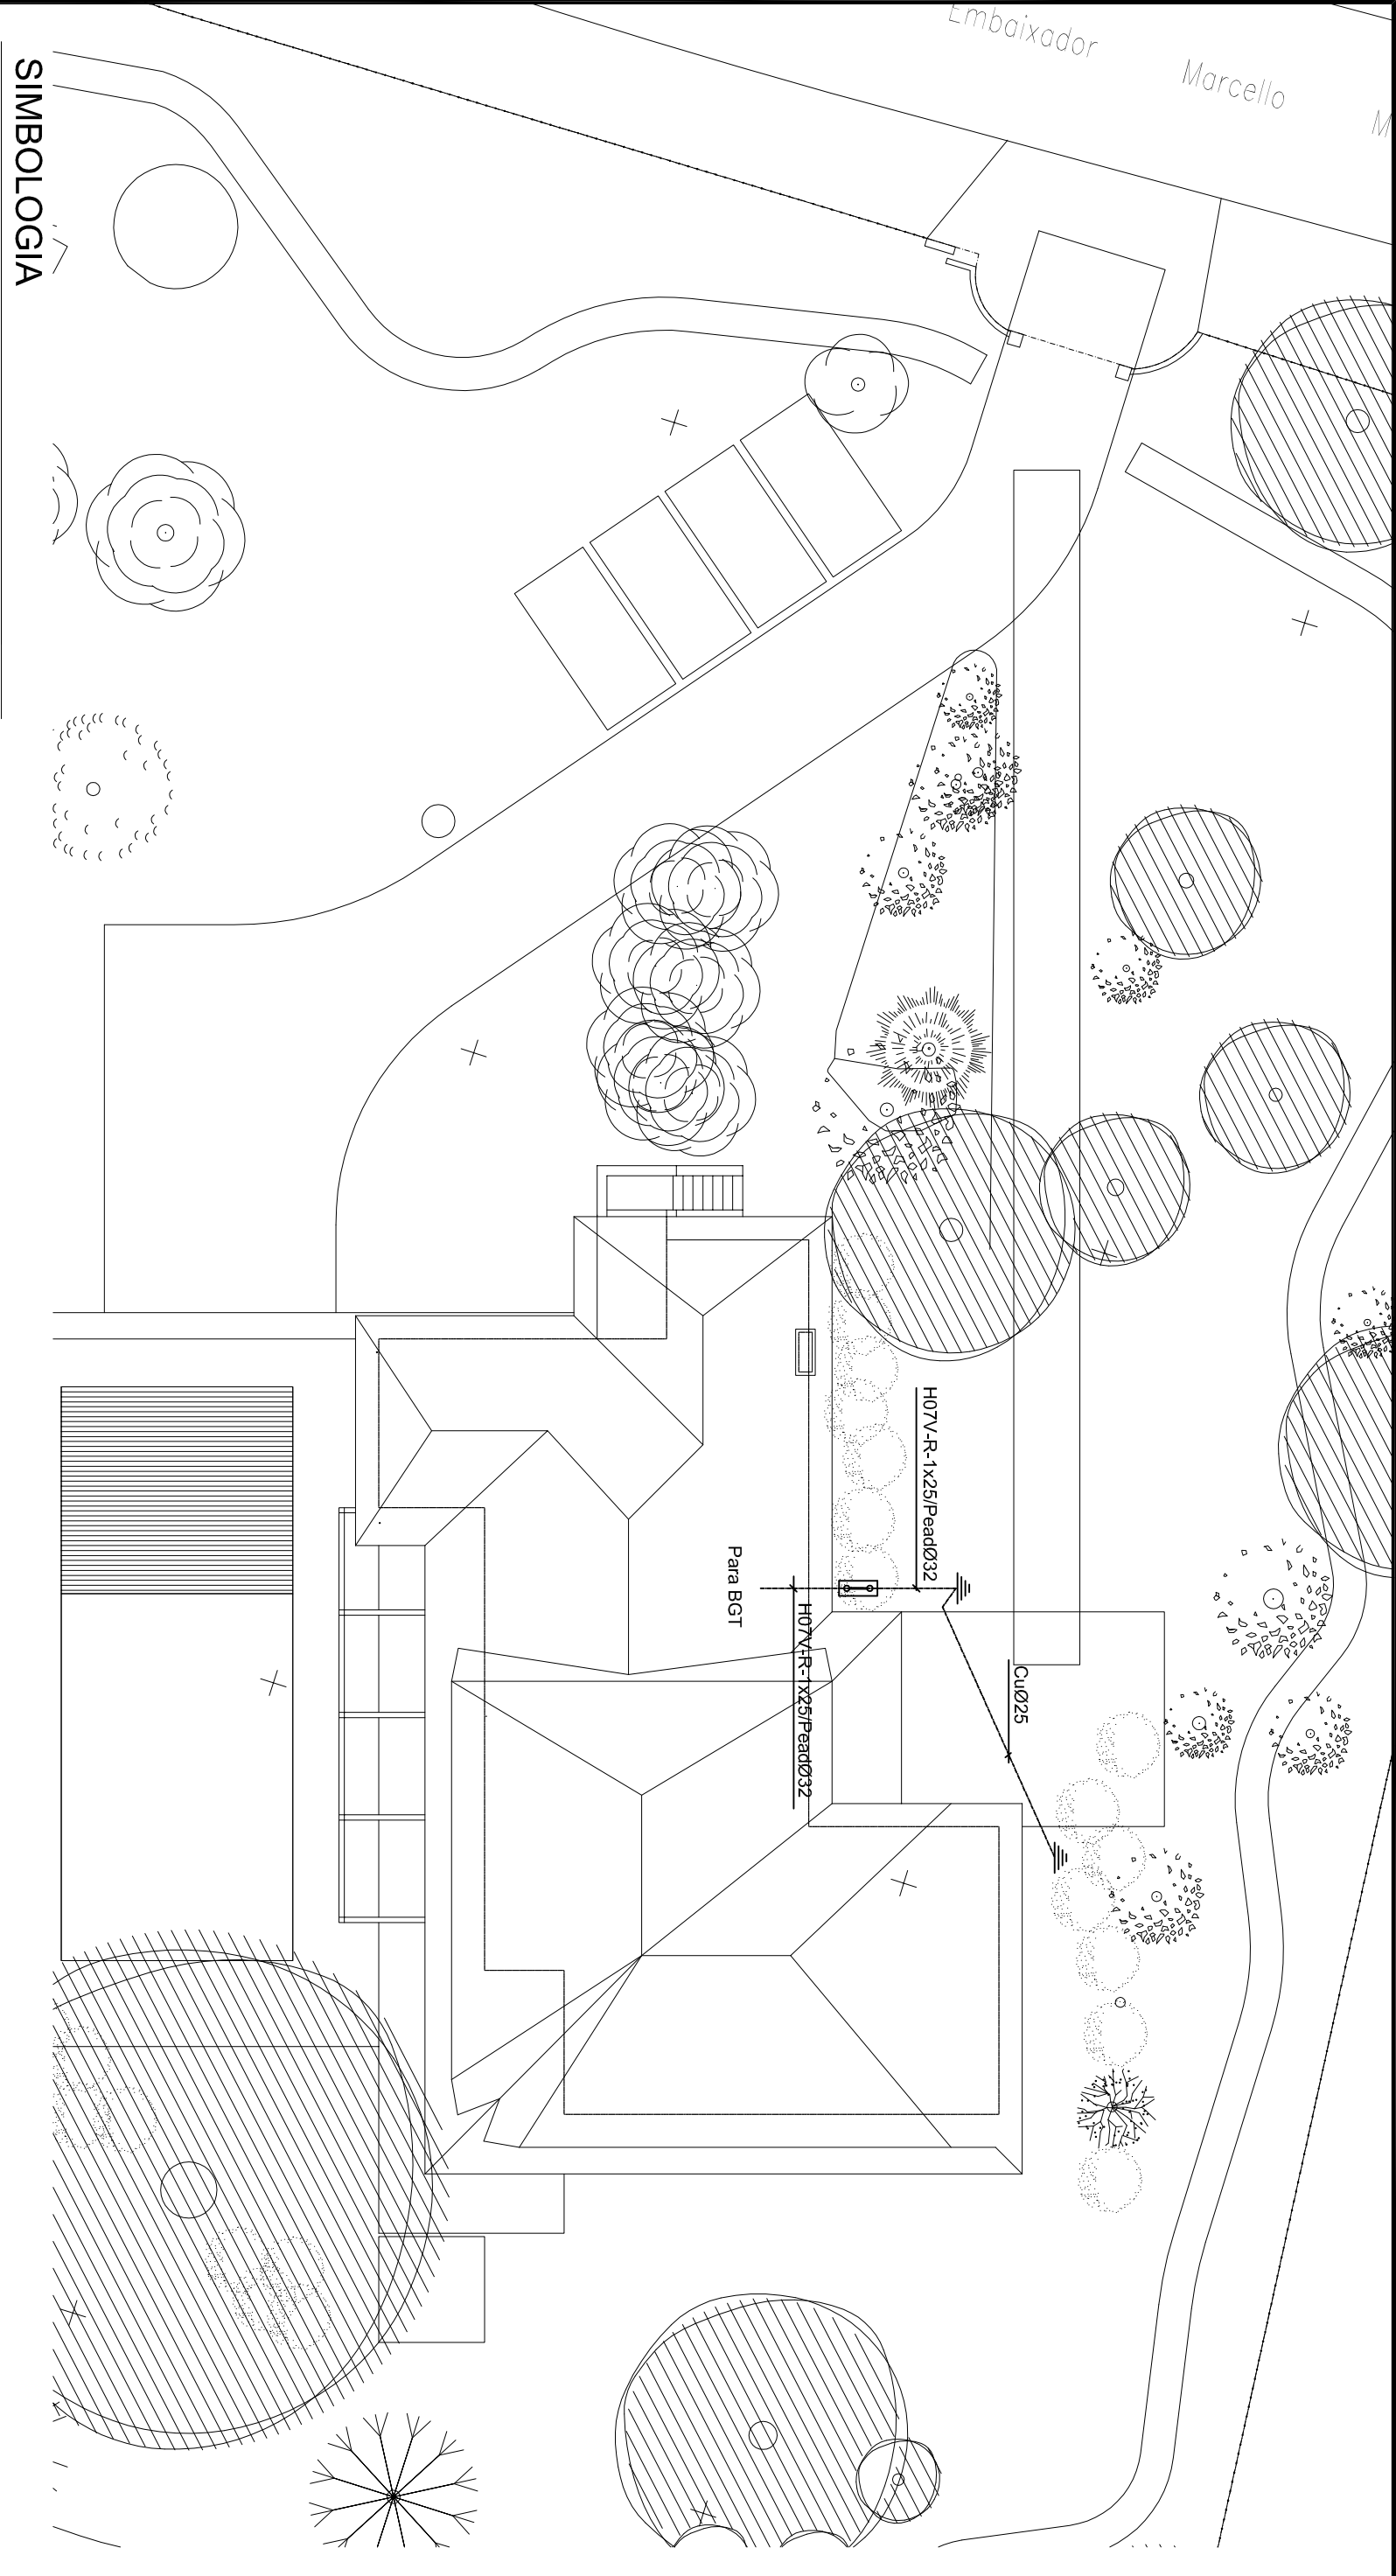 Embaixador
Marcello
M
SIMBOLOGIA
H07V-R-1x25/PeadØ32
Para BGT
H07V-R-1x25/PeadØ32
CuØ25